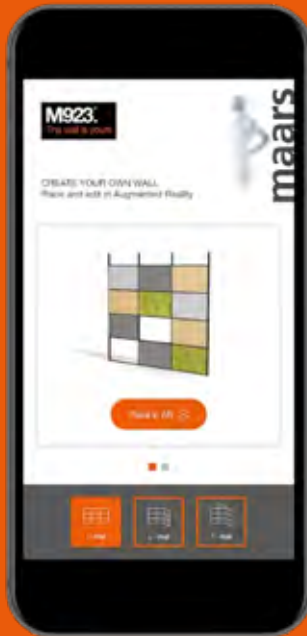 M923.
The wall is yours
maars
CREATE YOUR OWN WALL
Place and edit in Augmented Reality
Place in AR